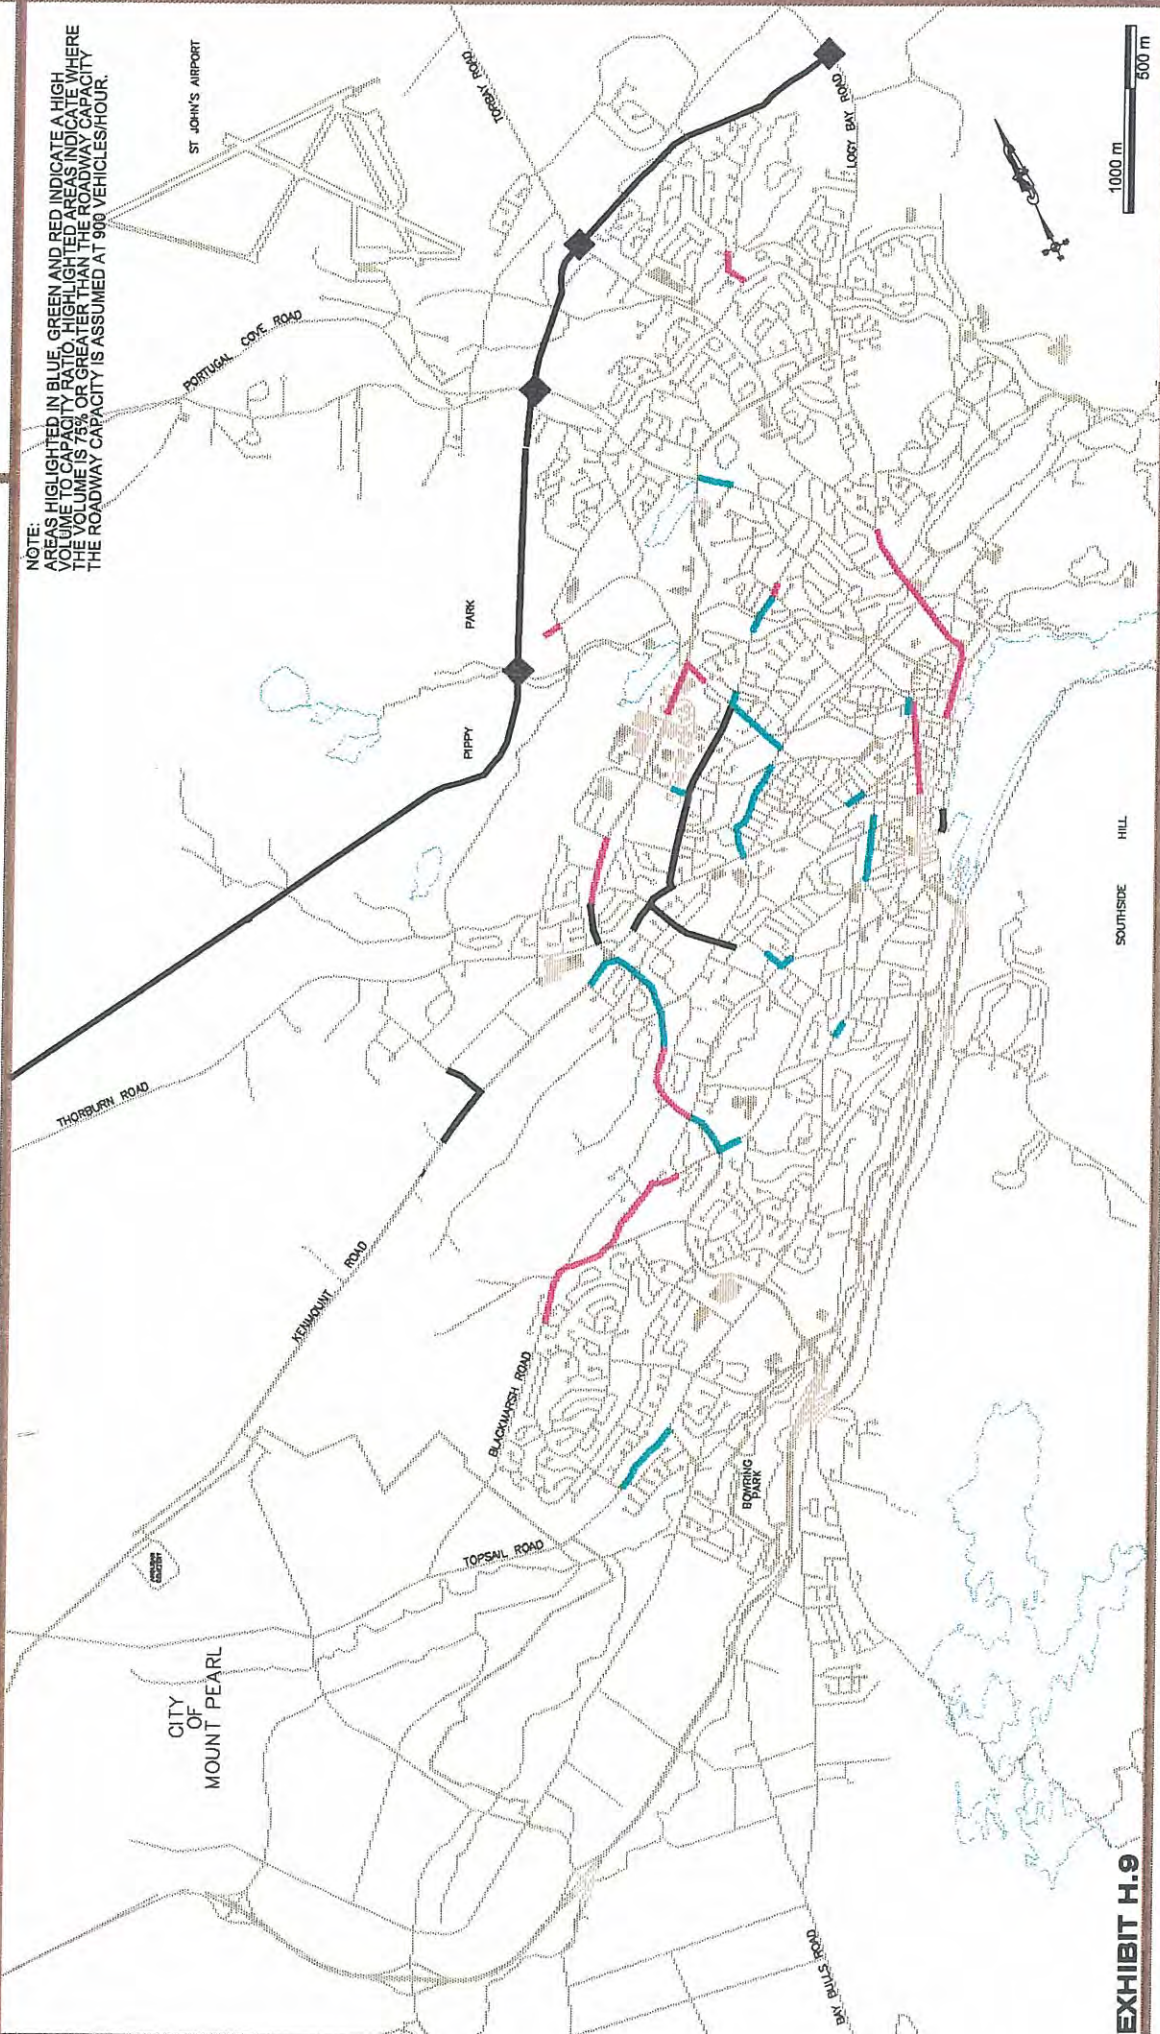 NOTE:
AREAS HIGLIGHTED IN BLUE, GREEN AND RED INDICATE A HIGH
VOLUME TO CAPACITY RATIO. HIGHLIGHTED AREAS INDICATE WHERE
THE VOLUME IS 75% OR GREATER THAN THE ROADWAY CAPACITY
THE ROADWAY CAPACITY IS ASSUMED AT 900 VEHICLES/HOUR.
ST JOHN'S AIRPORT
TORBAY ROAD
LOGY BAY ROAD
500 m
1000 m
PORTUGAL COVE ROAD
PIPPY PARK
SOUTHSIDE HILL
THORBURN ROAD
KENMOUNT ROAD
BLACKMARSH ROAD
BOWRING
PARK
TOPSAIL ROAD
CITY
OF
MOUNT PEARL
BAY BULLS ROAD
EXHIBIT H.9